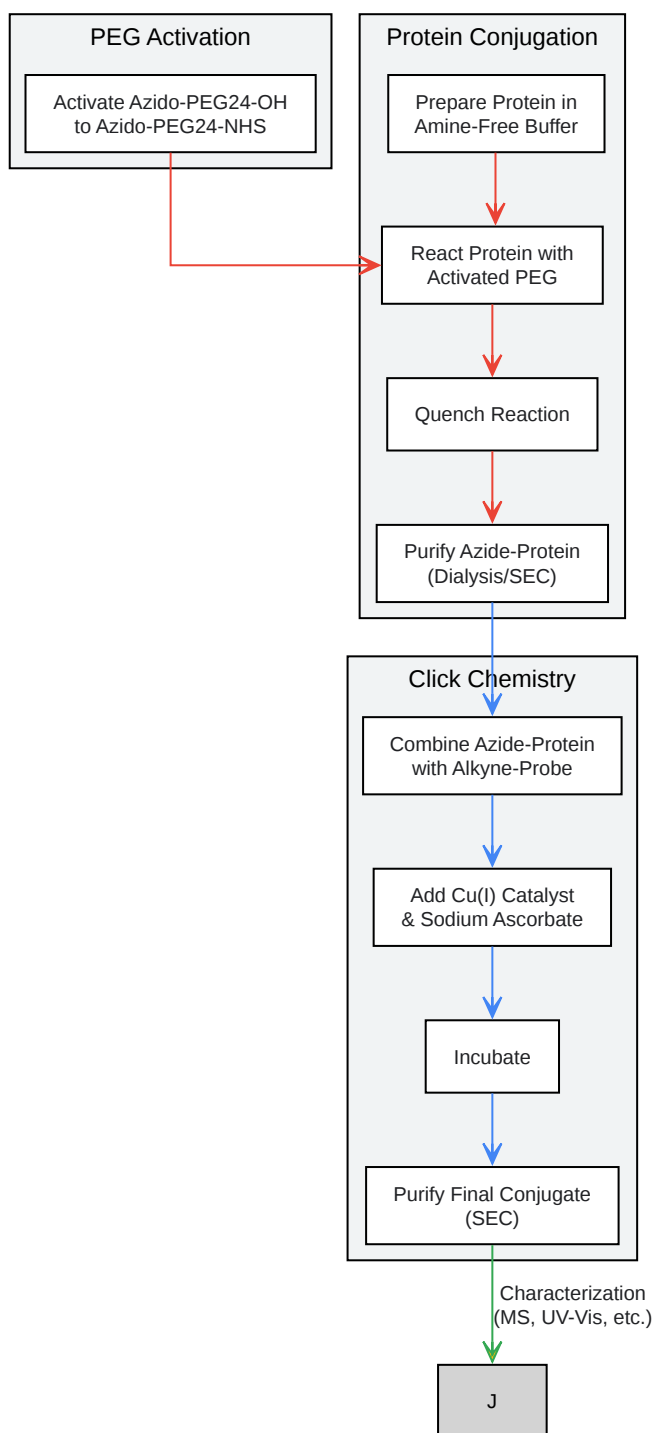 PEG Activation
Activate Azido-PEG24-OH
to Azido-PEG24-NHS
Protein Conjugation
Prepare Protein in
Amine-Free Buffer
React Protein with
Activated PEG
Quench Reaction
Purify Azide-Protein
(Dialysis/SEC)
Click Chemistry
Combine Azide-Protein
with Alkyne-Probe
Add Cu(I) Catalyst
& Sodium Ascorbate
Incubate
Purify Final Conjugate
(SEC)
Characterization
(MS, UV-Vis, etc.)
J